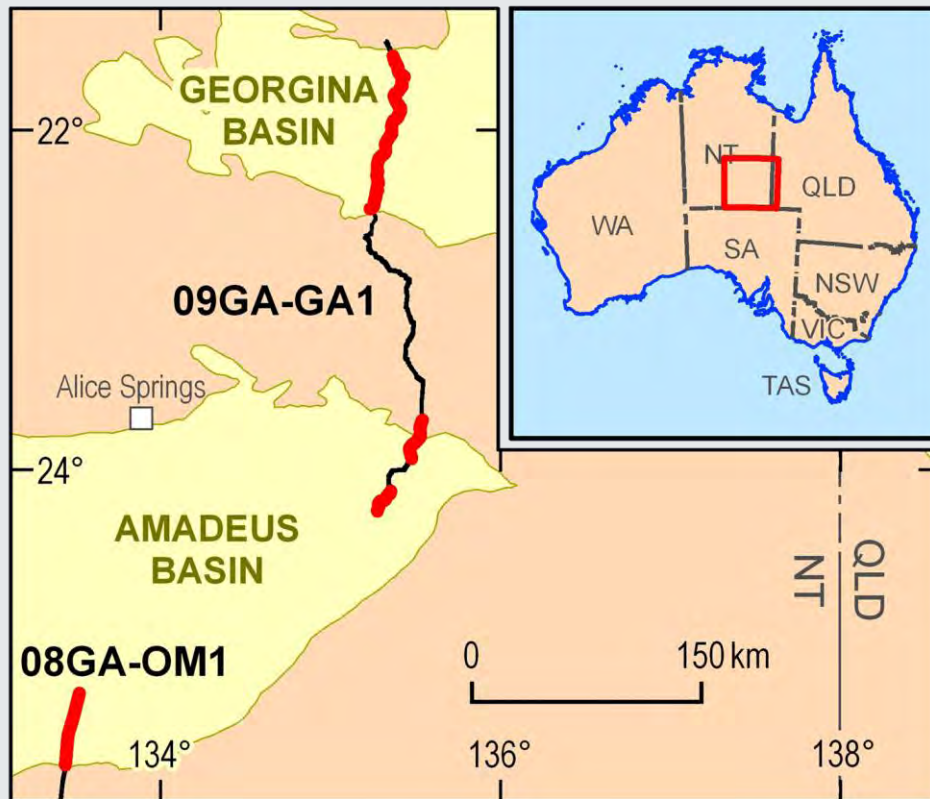 GEORGINA
BASIN
22°
09GA-GA1
Alice Springs
24°
AMADEUS
BASIN
08GA-OM1
0 150 km
134° 136° 138°
QLD
NT
NT
QLD
WA
SA
NSW
VIC
TAS